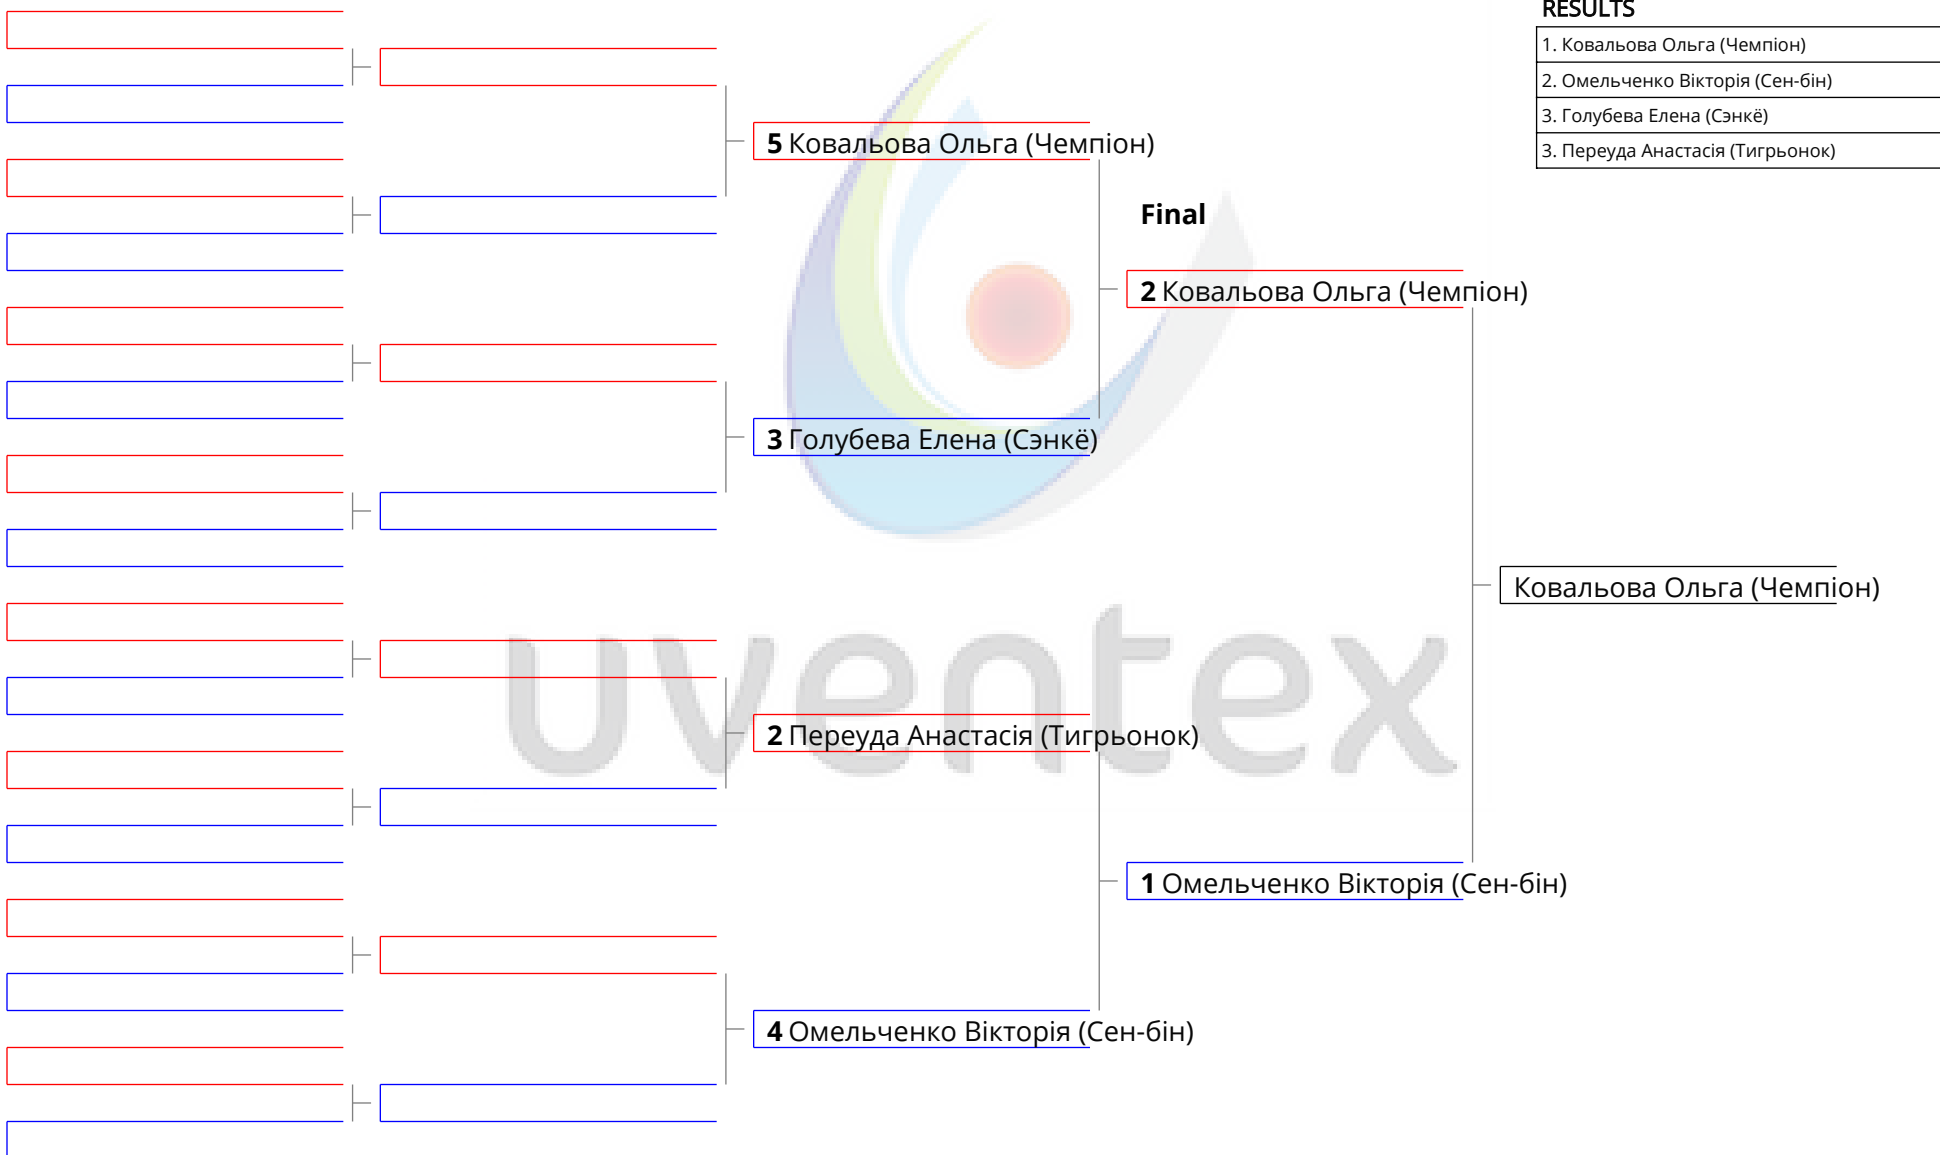 RESULTS
1. Ковальова Ольга (Чемпіон)
2. Омельченко Вікторія (Сен-бін)
3. Голубева Елена (Сэнкё)
3. Переуда Анастасія (Тигрьонок)
5 Ковальова Ольга (Чемпіон)
Final
2 Ковальова Ольга (Чемпіон)
3 Голубева Елена (Сэнкё)
Ковальова Ольга (Чемпіон)
uventex
2 Переуда Анастасія (Тигрьонок)
1 Омельченко Вікторія (Сен-бін)
4 Омельченко Вікторія (Сен-бін)